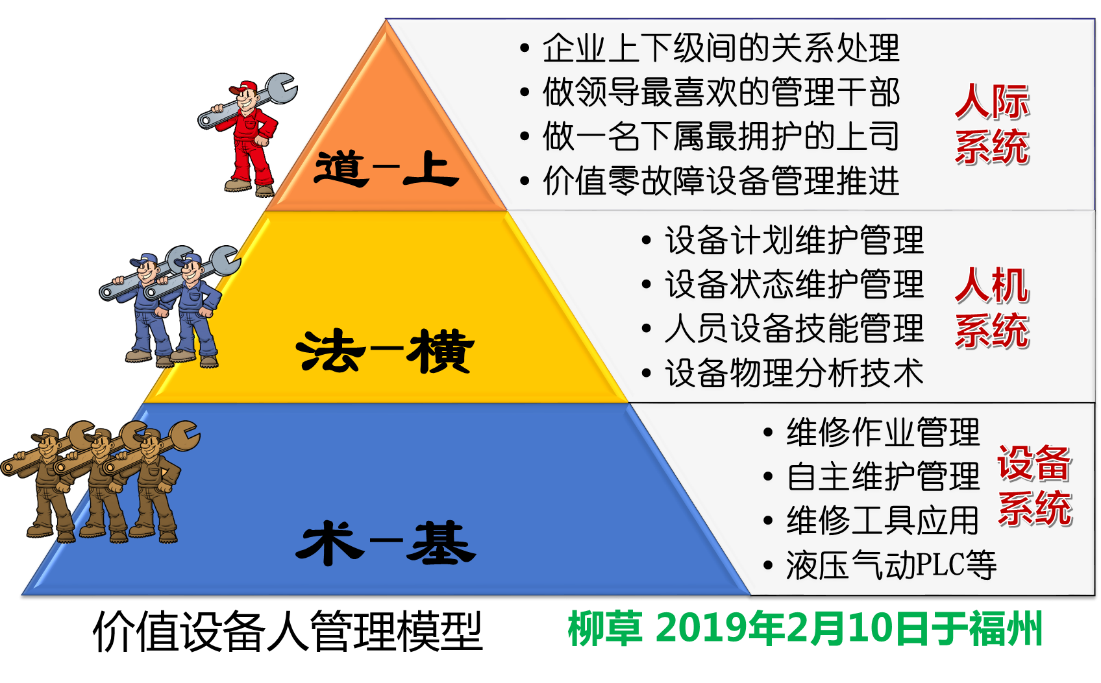 • 企业上下级间的关系处理
• 做领导最喜欢的管理干部
• 做一名下属最拥护的上司
• 价值零故障设备管理推进
人际
系统
道－上
• 设备计划维护管理
• 设备状态维护管理
• 人员设备技能管理
• 设备物理分析技术
人机
系统
法－横
• 维修作业管理
• 自主维护管理
• 维修工具应用
• 液压气动PLC等
设备
系统
术－基
价值设备人管理模型
柳草 2019年2月10日于福州